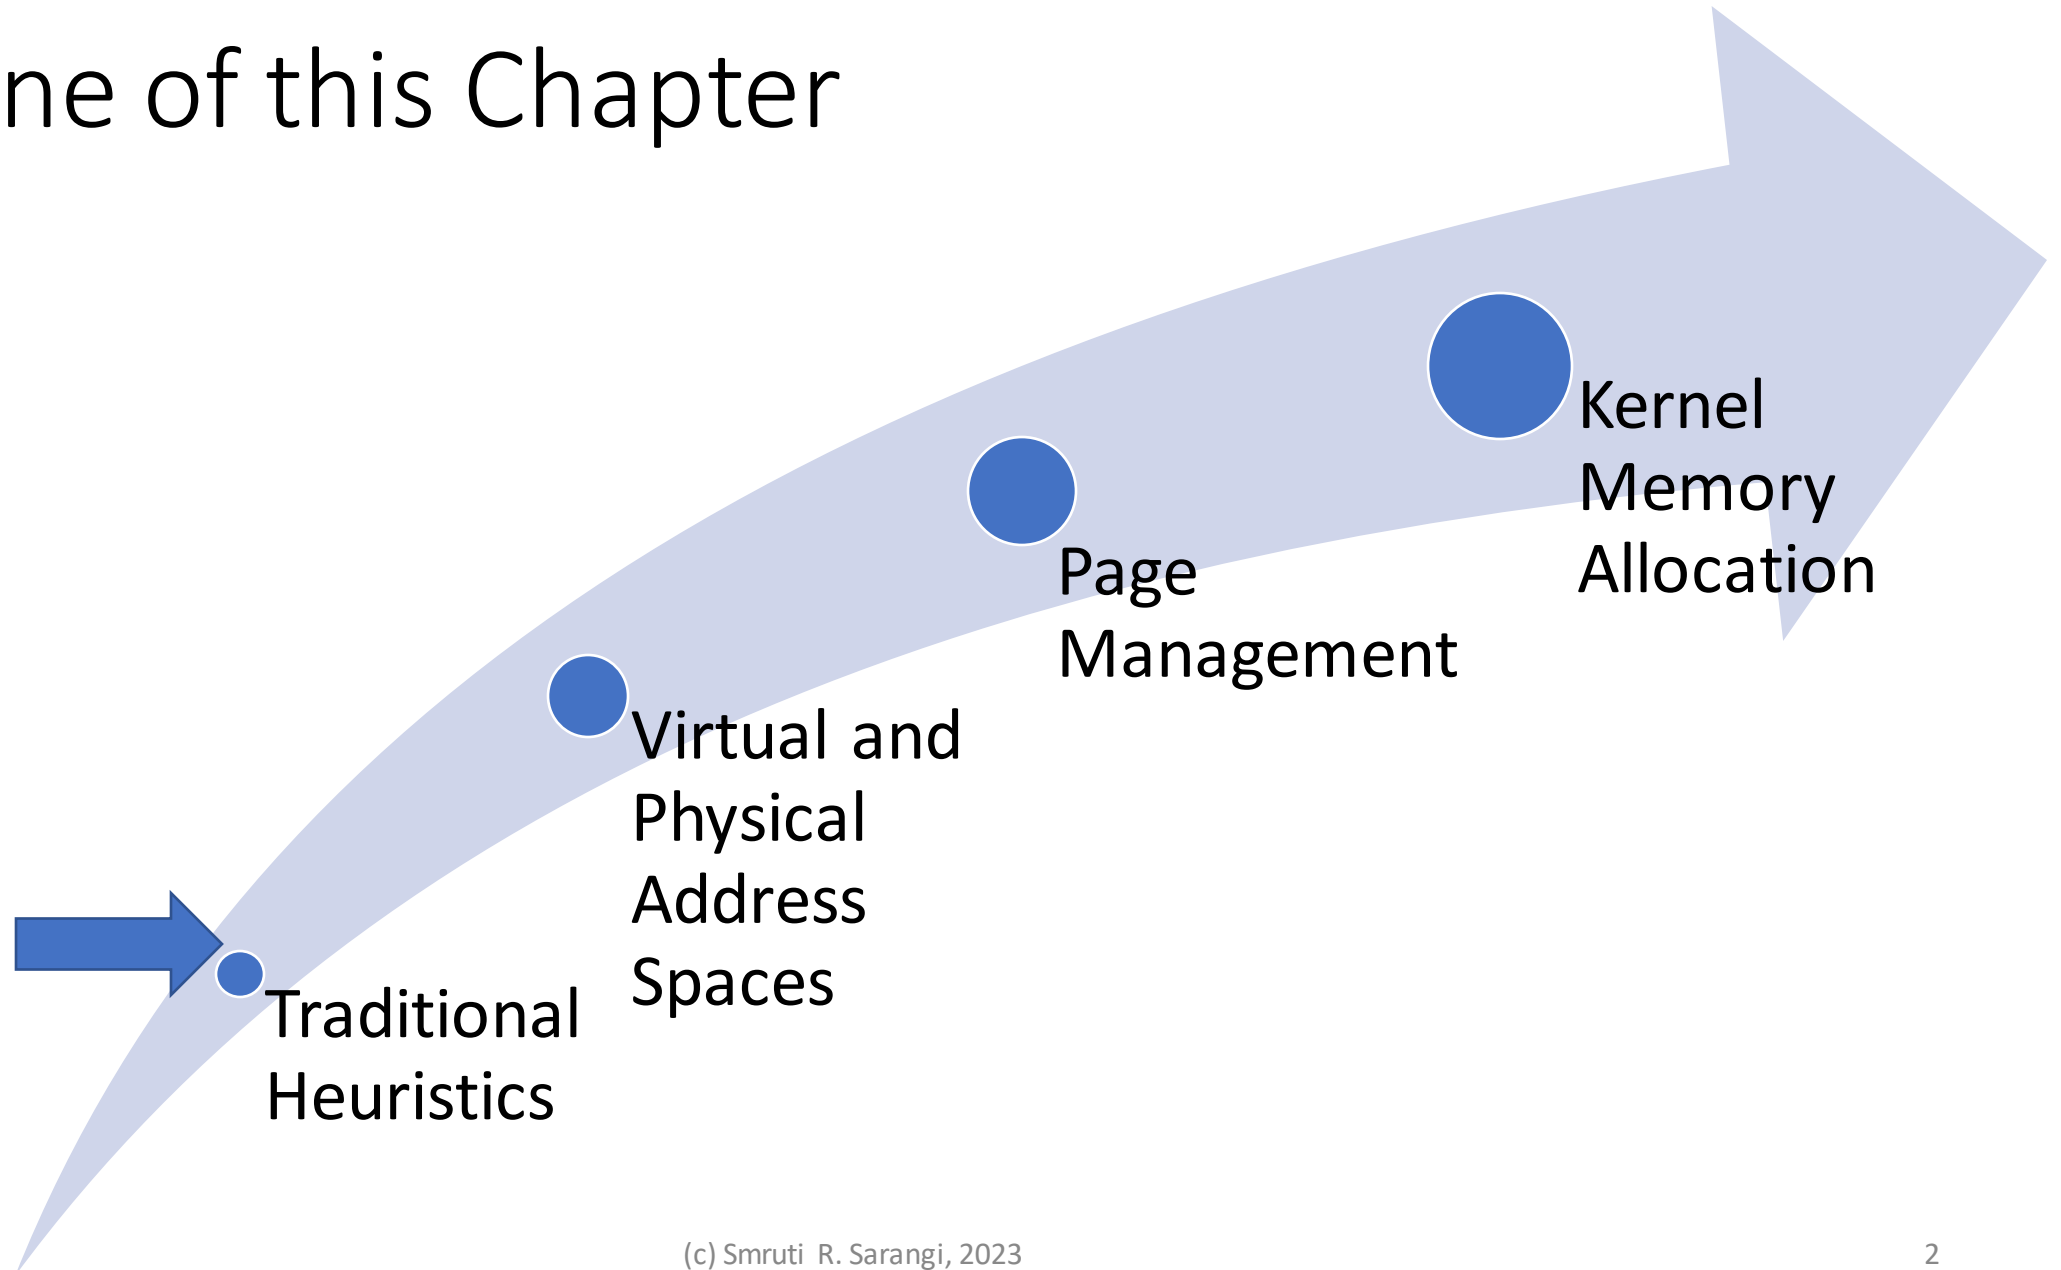 ne of this Chapter
Traditional
Heuristics
Virtual and
Physical
Address
Spaces
Page
Management
Kernel
Memory
Allocation
(c) Smruti R. Sarangi, 2023
2